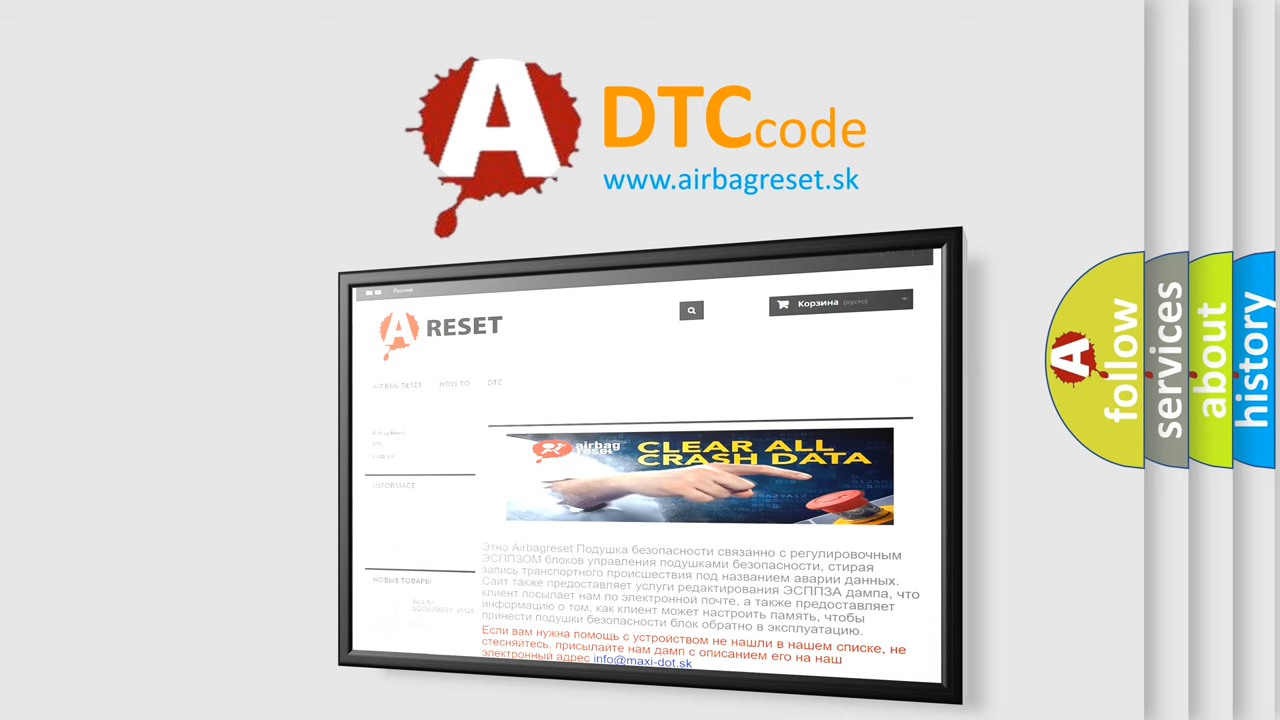 A
DTCcode
www.airbagreset.sk
Русский
A RESET
Корзина (пусто)
AIRBAG RESET HOW TO DTC
INFORMACE
airbag
reset
CLEAR ALL
CRASH DATA
Этно Airbagreset Подушка безопасности связанно с регулировочным
ЭСППЗОМ блоков управления подушками безопасности, стирая
запись транспортного происшествия под названием аварии данных.
Сайт также предоставляет услуги редактирования ЭСППЗА дампа, что
клиент посылает нам по электронной почте, а также предоставляет
информацию о том, как клиент может настроить память, чтобы
принести подушки безопасности блок обратно в эксплуатацию.
Если вам нужна помощь с устройством не нашли в нашем списке, не
стесняйтесь, присылайте нам дамп с описанием его на наш
электронный адрес info@maxi-dot.sk
НОВЫЕ ТОВАРЫ
A
follow
services
about
history